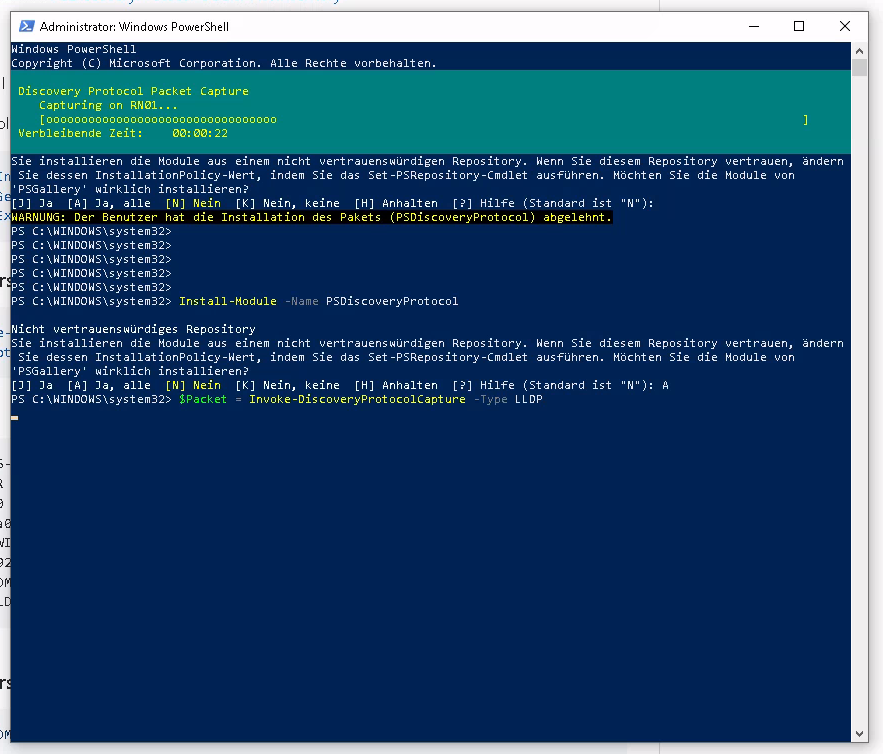 Administrator: Windows PowerShell
Windows PowerShell
Copyright (C) Microsoft Corporation. Alle Rechte vorbehalten.
Discovery Protocol Packet Capture
Capturing on RN01...
[ooooooooooooooooooooooooooooooooo ]
Verbleibende Zeit: 00:00:22
Sie installieren die Module aus einem nicht vertrauenswürdigen Repository. Wenn Sie diesem Repository vertrauen, ändern
Sie dessen InstallationPolicy-Wert, indem Sie das Set-PSRepository-Cmdlet ausführen. Möchten Sie die Module von
'PSGallery' wirklich installieren?
[J] Ja [A] Ja, alle [N] Nein [K] Nein, keine [H] Anhalten [?] Hilfe (Standard ist "N"):
WARNUNG: Der Benutzer hat die Installation des Pakets (PSDiscoveryProtocol) abgelehnt.
PS C:\WINDOWS\system32>
PS C:\WINDOWS\system32>
PS C:\WINDOWS\system32>
PS C:\WINDOWS\system32>
PS C:\WINDOWS\system32>
PS C:\WINDOWS\system32> Install-Module -Name PSDiscoveryProtocol
Nicht vertrauenswürdiges Repository
Sie installieren die Module aus einem nicht vertrauenswürdigen Repository. Wenn Sie diesem Repository vertrauen, ändern
Sie dessen InstallationPolicy-Wert, indem Sie das Set-PSRepository-Cmdlet ausführen. Möchten Sie die Module von
'PSGallery' wirklich installieren?
[J] Ja [A] Ja, alle [N] Nein [K] Nein, keine [H] Anhalten [?] Hilfe (Standard ist "N"): A
PS C:\WINDOWS\system32> $Packet = Invoke-DiscoveryProtocolCapture -Type LLDP